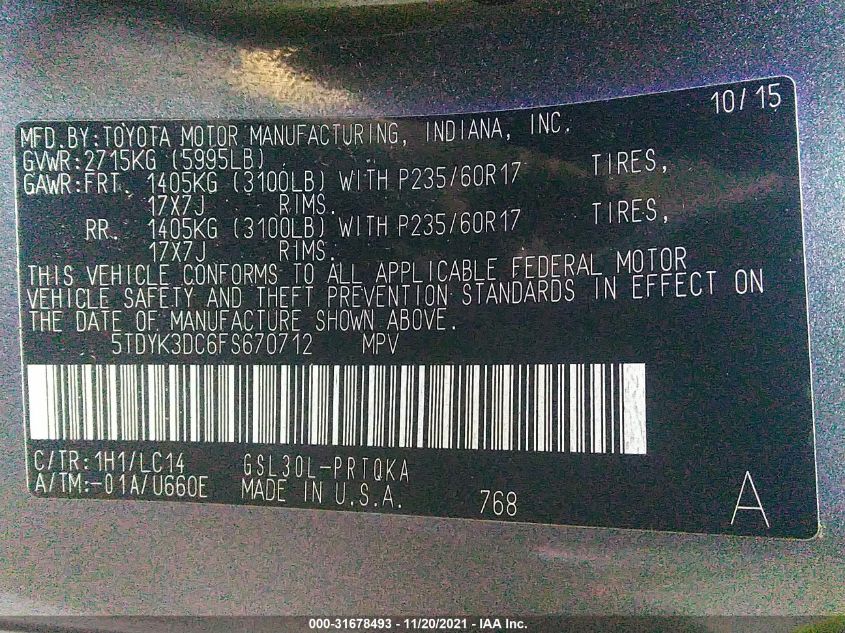 10/15
MFD.BY:TOYOTA MOTOR MANUFACTURING, INDIANA, INC.
GVWR:2715KG (5995LB)
GAWR:FRT. 1405KG (3100LB) WITH P235/60R17 TIRES,
17X7J RIMS.
RR. 1405KG (3100LB) WITH P235/60R17 TIRES,
17X7J RIMS.
THIS VEHICLE CONFORMS TO ALL APPLICABLE FEDERAL MOTOR
VEHICLE SAFETY AND THEFT PREVENTION STANDARDS IN EFFECT ON
THE DATE OF MANUFACTURE SHOWN ABOVE.
5TDYK3DC6FS670712 MPV
C/TR:1H1/LC14 GSL30L-PRTQKA
A/TM:-01A/U660E MADE IN U.S.A. 768 A
000-31678493 - 11/20/2021 - IAA Inc.